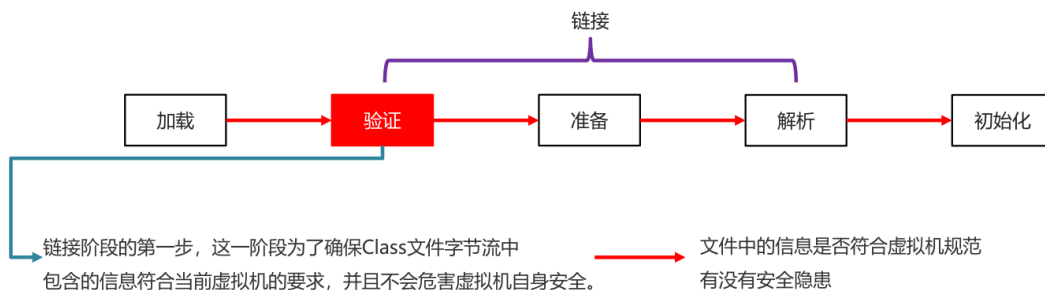 链接
加载
验证
准备
解析
初始化
链接阶段的第一步，这一阶段为了确保Class文件字节流中
包含的信息符合当前虚拟机的要求，并且不会危害虚拟机自身安全。
文件中的信息是否符合虚拟机规范
有没有安全隐患